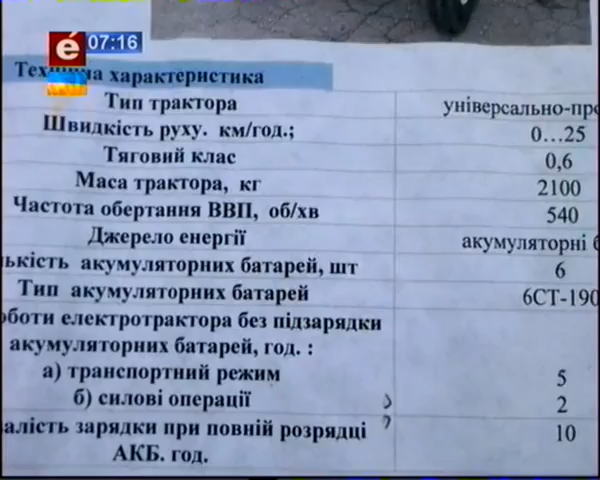 é 07:16
Технічна характеристика
Тип трактора універсально-про
Швидкість руху. км/год.; 0…25
Тяговий клас 0,6
Маса трактора, кг 2100
Частота обертання ВВП, об/хв 540
Джерело енергії акумуляторні б
лькість акумуляторних батарей, шт 6
Тип акумуляторних батарей 6СТ-190
оботи електротрактора без підзарядки
акумуляторних батарей, год. :
а) транспортний режим 5
б) силові операції 2
алість зарядки при повній розрядці 10
АКБ. год.